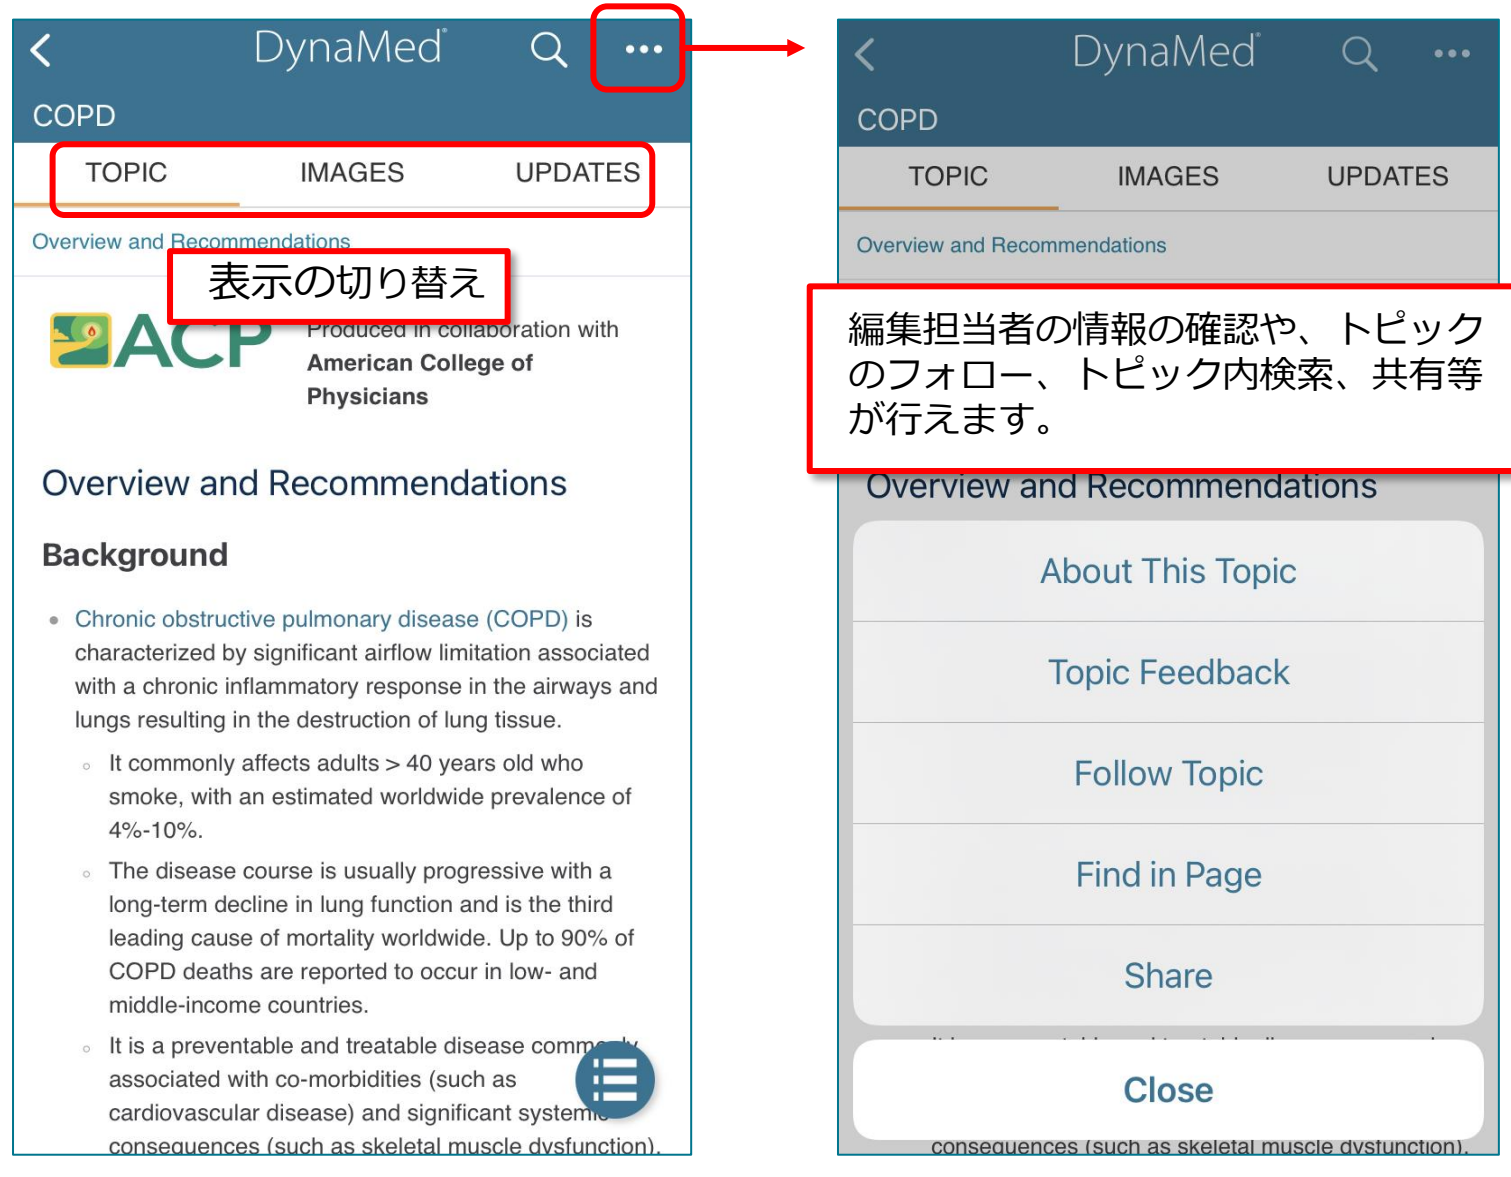 DynaMed
COPD
TOPIC IMAGES UPDATES
Overview and Recommendations
表示の切り替え
ACP
Produced in collaboration with
American College of
Physicians
Overview and Recommendations
Background
Chronic obstructive pulmonary disease (COPD) is
characterized by significant airflow limitation associated
with a chronic inflammatory response in the airways and
lungs resulting in the destruction of lung tissue.
It commonly affects adults > 40 years old who
smoke, with an estimated worldwide prevalence of
4%-10%.
The disease course is usually progressive with a
long-term decline in lung function and is the third
leading cause of mortality worldwide. Up to 90% of
COPD deaths are reported to occur in low- and
middle-income countries.
It is a preventable and treatable disease commonly
associated with co-morbidities (such as
cardiovascular disease) and significant systemic
consequences (such as skeletal muscle dysfunction).
DynaMed
COPD
TOPIC IMAGES UPDATES
Overview and Recommendations
編集担当者の情報の確認や、トピック
のフォロー、トピック内検索、共有等
が行えます。
Overview and Recommendations
About This Topic
Topic Feedback
Follow Topic
Find in Page
Share
Close
consequences (such as skeletal muscle dysfunction).